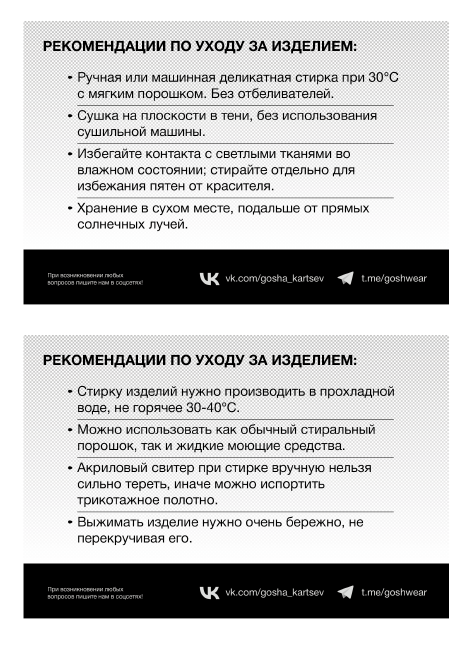 РЕКОМЕНДАЦИИ ПО УХОДУ ЗА ИЗДЕЛИЕМ:
• Ручная или машинная деликатная стирка при 30°C
с мягким порошком. Без отбеливателей.
• Сушка на плоскости в тени, без использования
сушильной машины.
• Избегайте контакта с светлыми тканями во
влажном состоянии; стирайте отдельно для
избежания пятен от красителя.
• Хранение в сухом месте, подальше от прямых
солнечных лучей.
При возникновении любых
вопросов пишите нам в соцсетях!
vk.com/gosha_kartsev
t.me/goshwear
РЕКОМЕНДАЦИИ ПО УХОДУ ЗА ИЗДЕЛИЕМ:
• Стирку изделий нужно производить в прохладной
воде, не горячее 30-40°C.
• Можно использовать как обычный стиральный
порошок, так и жидкие моющие средства.
• Акриловый свитер при стирке вручную нельзя
сильно тереть, иначе можно испортить
трикотажное полотно.
• Выжимать изделие нужно очень бережно, не
перекручивая его.
При возникновении любых
вопросов пишите нам в соцсетях!
vk.com/gosha_kartsev
t.me/goshwear